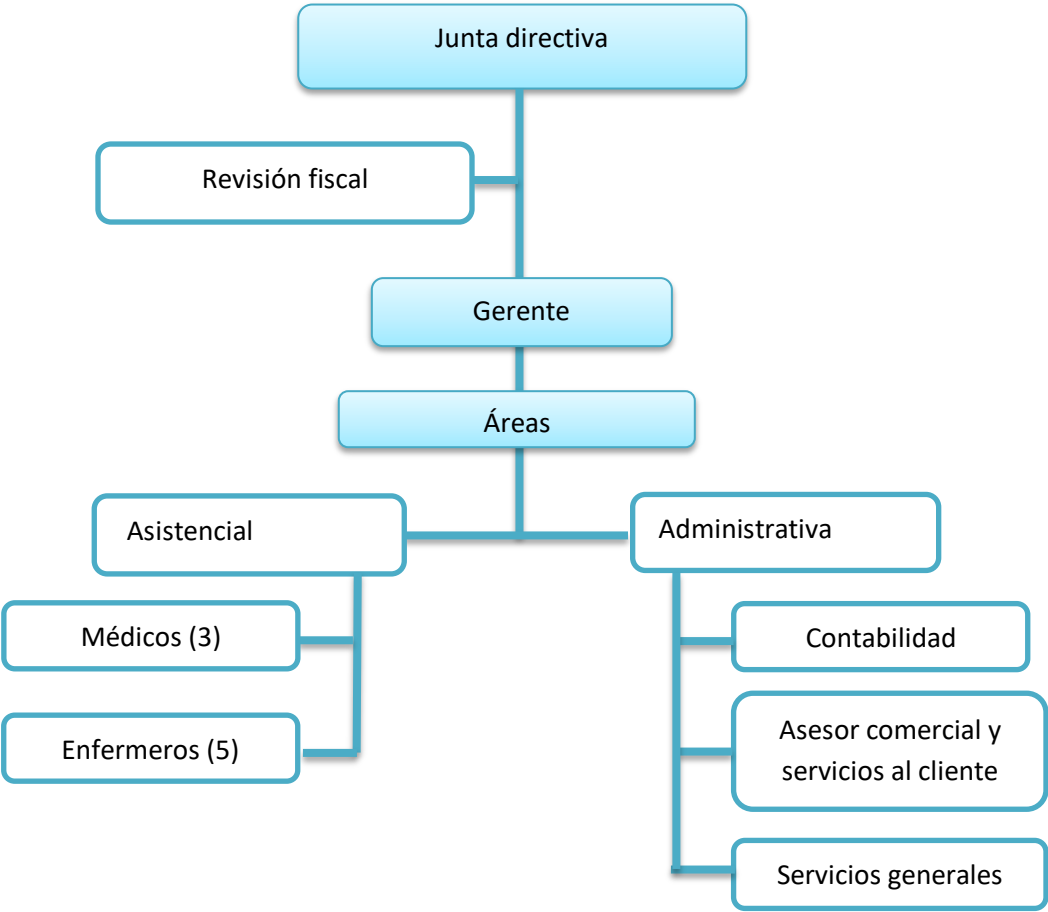 Junta directiva
Revisión fiscal
Gerente
Áreas
Asistencial
Administrativa
Médicos (3)
Contabilidad
Enfermeros (5)
Asesor comercial y
servicios al cliente
Servicios generales